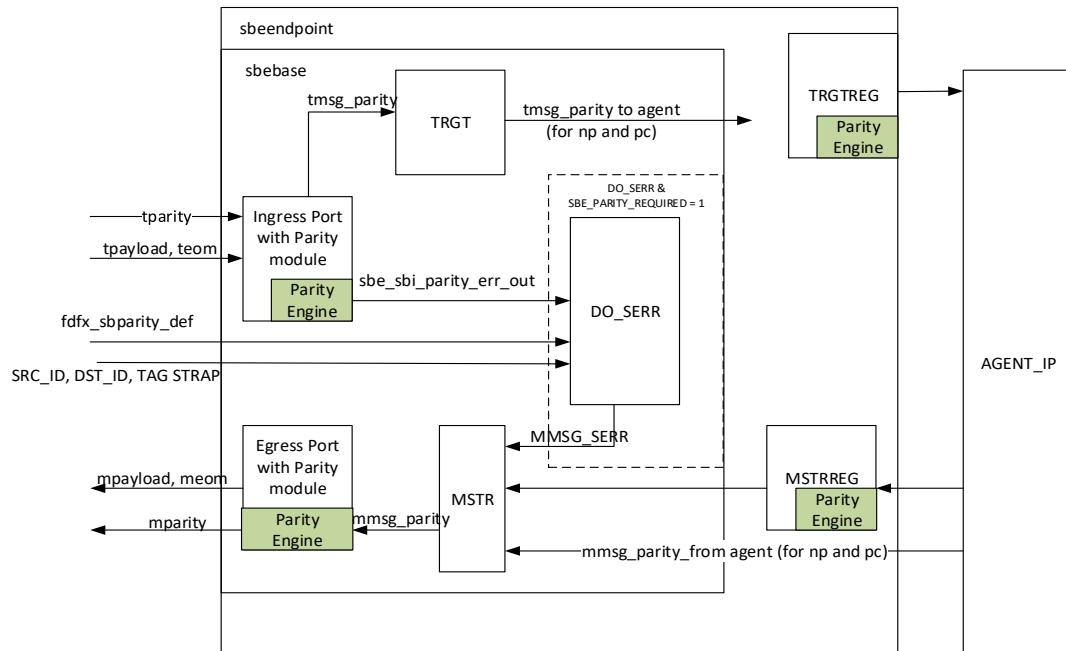 sbeendpoint
sbebase
tmsg_parity
TRGT
tmsg_parity to agent
(for np and pc)
TRGTREG
Parity
Engine
DO_SERR &
SBE_PARITY_REQUIRED = 1
tparity
tpayload, teom
Ingress Port
with Parity
module
Parity
Engine
sbe_sbi_parity_err_out
DO_SERR
fdfx_sbparity_def
SRC_ID, DST_ID, TAG STRAP
AGENT_IP
MMSG_SERR
Egress Port
with Parity
module
Parity
Engine
mpayload, meom
mparity
mmsg_parity
MSTR
MSTRREG
Parity
Engine
mmsg_parity_from agent (for np and pc)